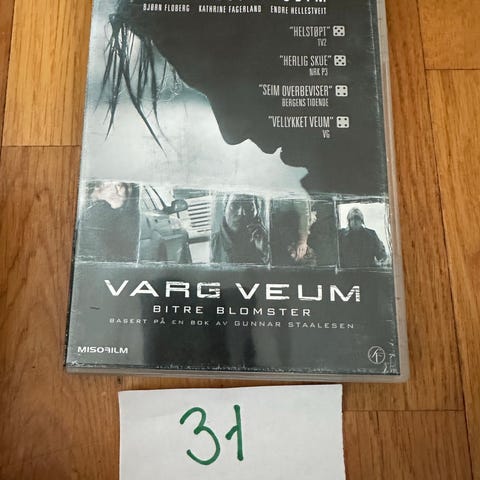 BJØRN FLOBERG KATHRINE FAGERLAND ENDRE HELLESTVEIT
"HELSTØPT"
TV2
"HERLIG SKUE"
NRK P3
"SEIM OVERBEVISER"
BERGENS TIDENDE
"VELLYKKET VEUM"
VG
VARG VEUM
BITRE BLOMSTER
BASERT PÅ EN BOK AV GUNNAR STAALESEN
MISOFILM
SF
31